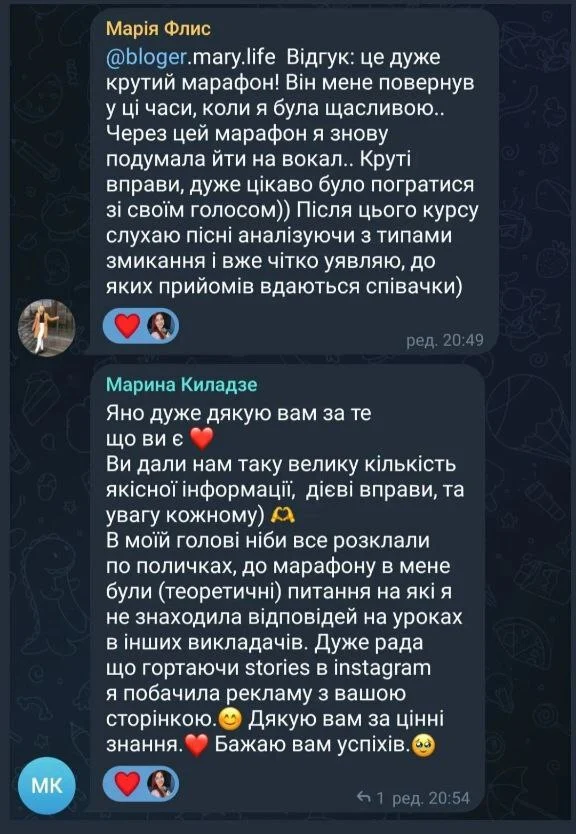 Марія Флис
@bloger.mary.life Відгук: це дуже
крутий марафон! Він мене повернув
у ці часи, коли я була щасливою..
Через цей марафон я знову
подумала йти на вокал.. Круті
вправи, дуже цікаво було погратися
зі своїм голосом)) Після цього курсу
слухаю пісні аналізуючи з типами
змикання і вже чітко уявляю, до
яких прийомів вдаються співачки)
ред. 20:49
Марина Киладзе
Яно дуже дякую вам за те
що ви є ❤️
Ви дали нам таку велику кількість
якісної інформації, дієві вправи, та
увагу кожному) 🫶
В моїй голові ніби все розклали
по поличках, до марафону в мене
були (теоретичні) питання на які я
не знаходила відповідей на уроках
в інших викладачів. Дуже рада
що гортаючи stories в instagram
я побачила рекламу з вашою
сторінкою.😊 Дякую вам за цінні
знання.❤️ Бажаю вам успіхів.🥹
МК
1 ред. 20:54